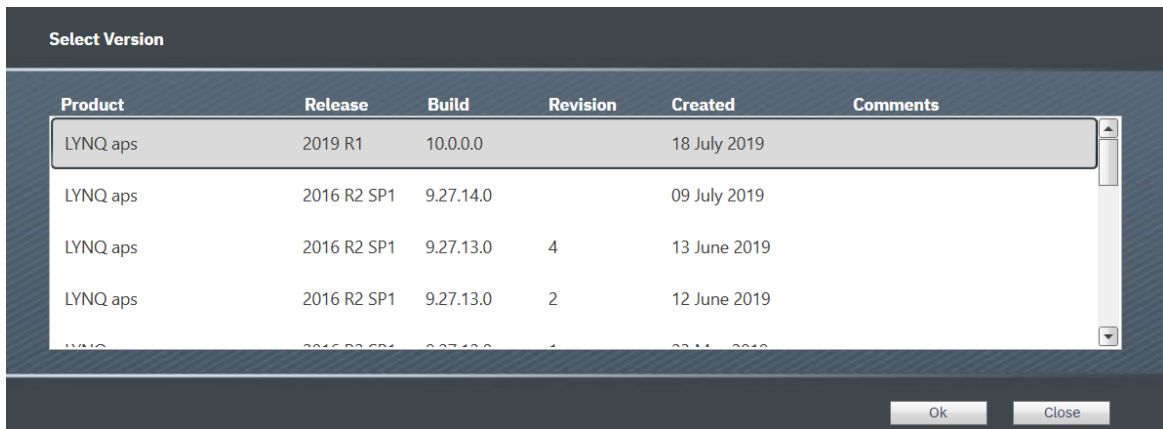 Select Version
Product Release Build Revision Created Comments
LYNQ aps 2019 R1 10.0.0.0 18 July 2019
LYNQ aps 2016 R2 SP1 9.27.14.0 09 July 2019
LYNQ aps 2016 R2 SP1 9.27.13.0 4 13 June 2019
LYNQ aps 2016 R2 SP1 9.27.13.0 2 12 June 2019
Ok Close